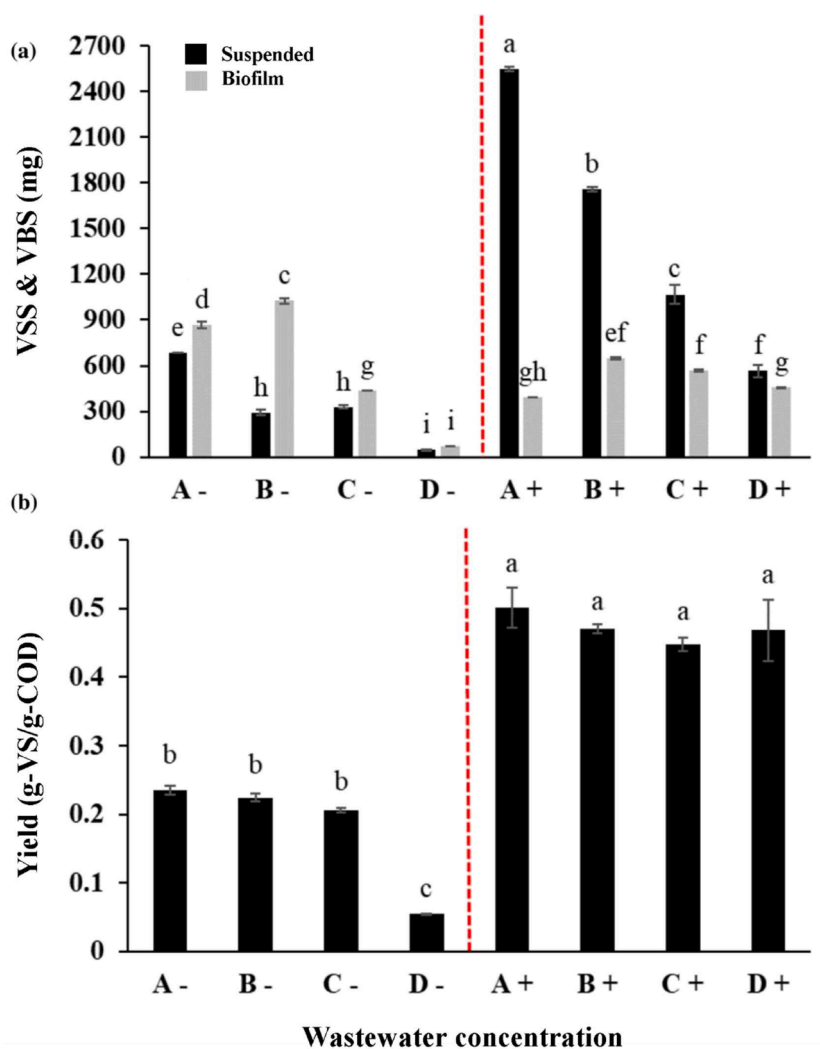 (a)
VSS & VBS (mg)
2700
2400
2100
1800
1500
1200
900
600
300
0
Suspended
Biofilm
e d h c h g i i a gh b ef c f f g
A - B - C - D - A + B + C + D +
(b)
Yield (g-VS/g-COD)
0.6
0.5
0.4
0.3
0.2
0.1
0
b b b c a a a a
A - B - C - D - A + B + C + D +
Wastewater concentration